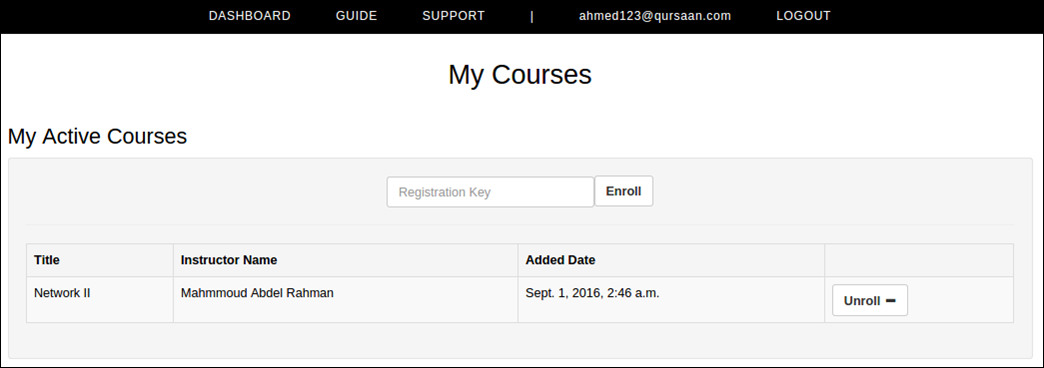 DASHBOARD GUIDE SUPPORT | ahmed123@qursaan.com LOGOUT
My Courses
My Active Courses
Registration Key Enroll
Title Instructor Name Added Date
Network II Mahmmoud Abdel Rahman Sept. 1, 2016, 2:46 a.m. Unroll